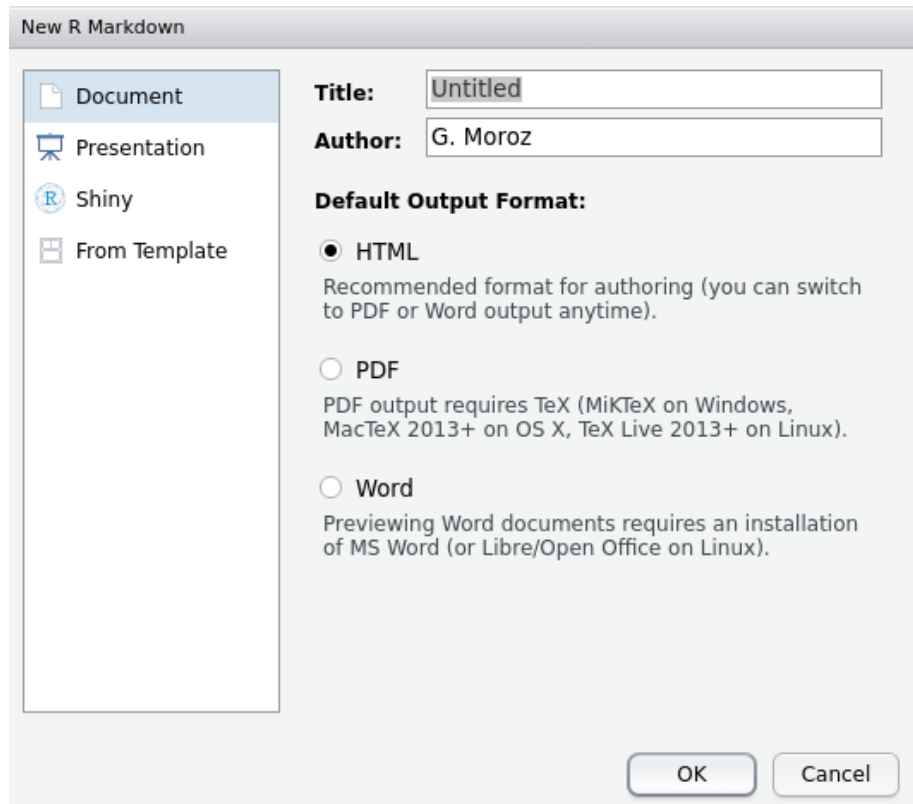 New R Markdown
Document
Presentation
R Shiny
From Template
Title: Untitled
Author: G. Moroz
Default Output Format:
HTML
Recommended format for authoring (you can switch
to PDF or Word output anytime).
PDF
PDF output requires TeX (MiKTeX on Windows,
MacTeX 2013+ on OS X, TeX Live 2013+ on Linux).
Word
Previewing Word documents requires an installation
of MS Word (or Libre/Open Office on Linux).
OK Cancel